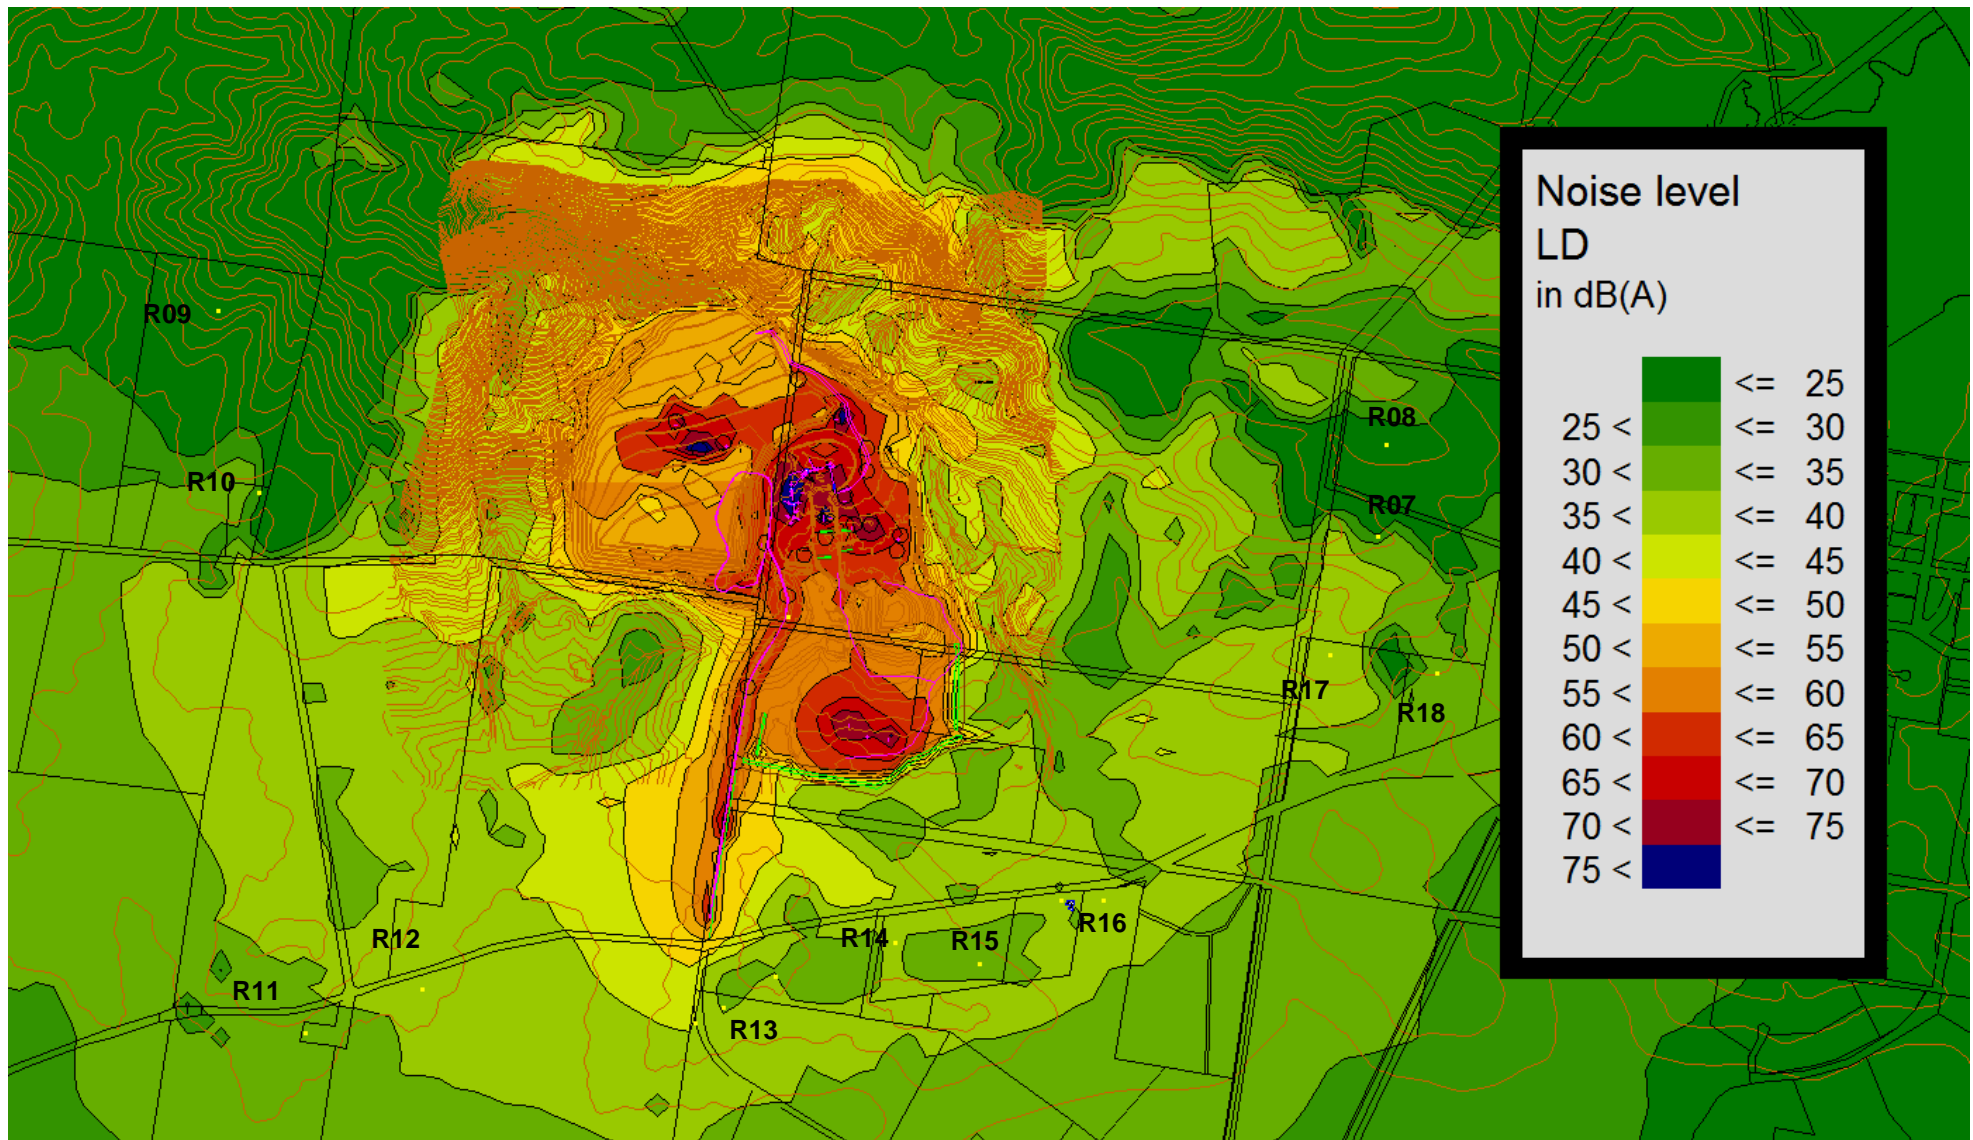 Noise level
LD
in dB(A)
<= 25
25 < <= 30
30 < <= 35
35 < <= 40
40 < <= 45
45 < <= 50
50 < <= 55
55 < <= 60
60 < <= 65
65 < <= 70
70 < <= 75
75 <
R09
R08
R10
R07
R17
R18
R16
R12
R14
R15
R11
R13